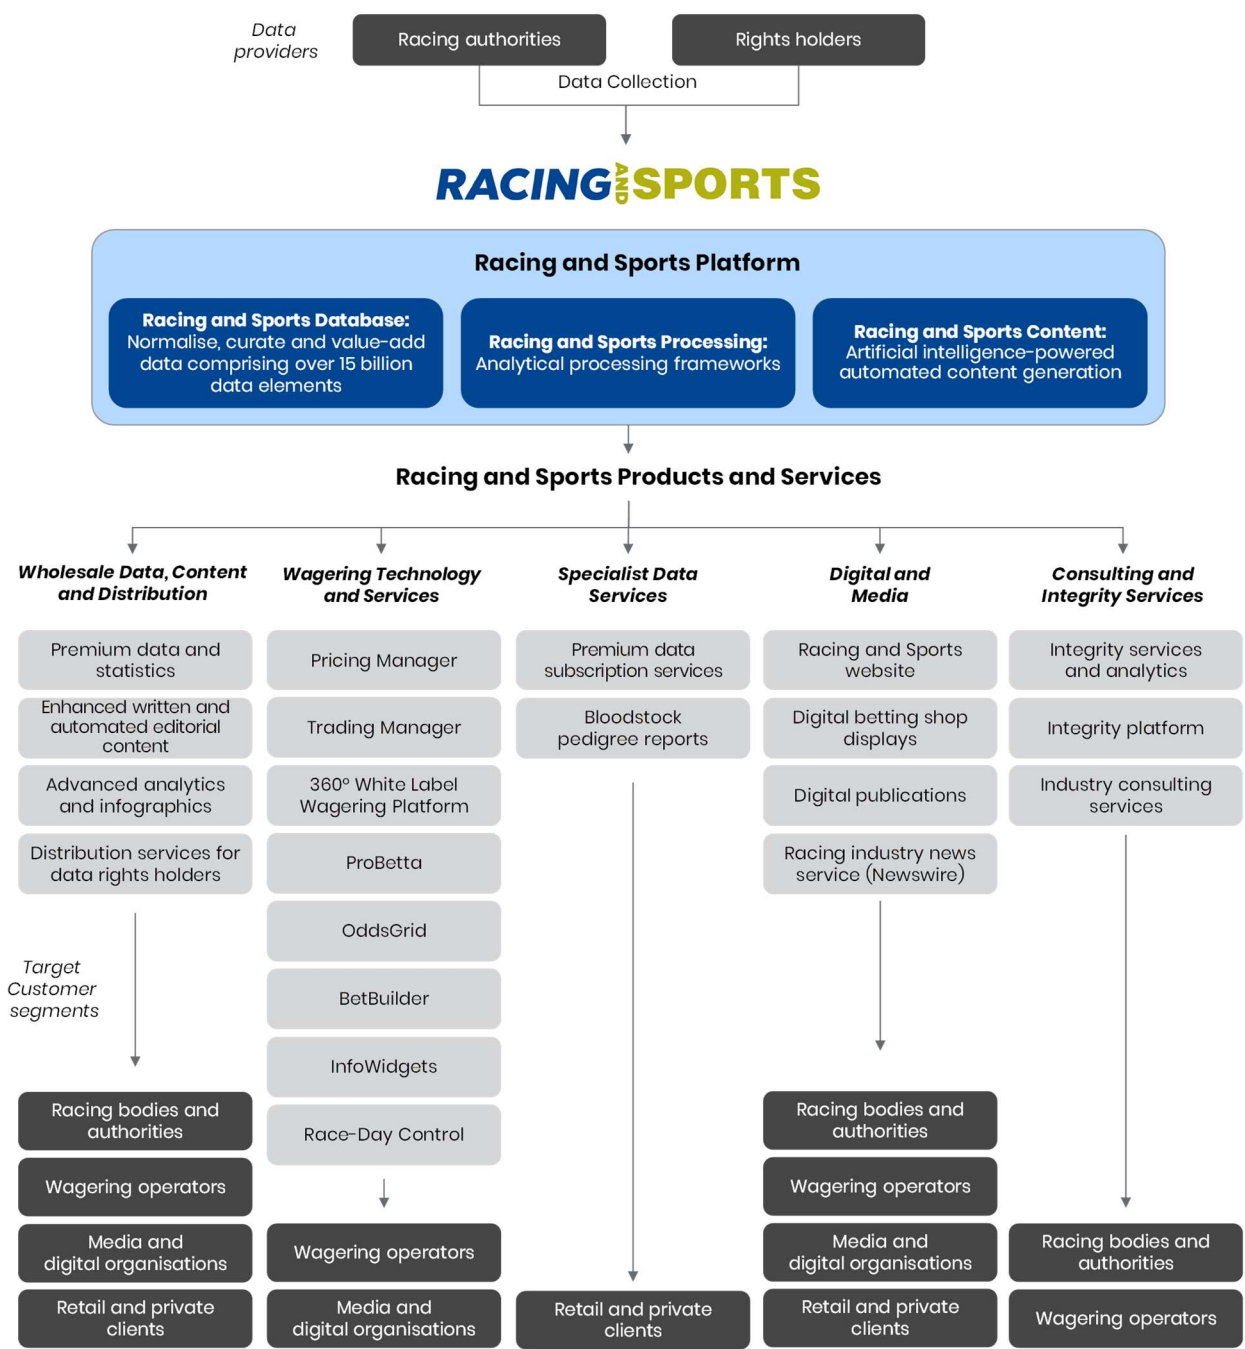 Data
providers
Racing authorities
Rights holders
Data Collection
RACING AND SPORTS
Racing and Sports Platform
Racing and Sports Database:
Normalise, curate and value-add
data comprising over 15 billion
data elements
Racing and Sports Processing:
Analytical processing frameworks
Racing and Sports Content:
Artificial intelligence-powered
automated content generation
Racing and Sports Products and Services
Wholesale Data, Content
and Distribution
Premium data and
statistics
Enhanced written and
automated editorial
content
Advanced analytics
and infographics
Distribution services for
data rights holders
Target
Customer
segments
Racing bodies and
authorities
Wagering operators
Media and
digital organisations
Retail and private
clients
Wagering Technology
and Services
Pricing Manager
Trading Manager
360° White Label
Wagering Platform
ProBetta
OddsGrid
BetBuilder
InfoWidgets
Race-Day Control
Wagering operators
Media and
digital organisations
Specialist Data
Services
Premium data
subscription services
Bloodstock
pedigree reports
Retail and private
clients
Digital and
Media
Racing and Sports
website
Digital betting shop
displays
Digital publications
Racing industry news
service (Newswire)
Racing bodies and
authorities
Wagering operators
Media and
digital organisations
Retail and private
clients
Consulting and
Integrity Services
Integrity services
and analytics
Integrity platform
Industry consulting
services
Racing bodies and
authorities
Wagering operators